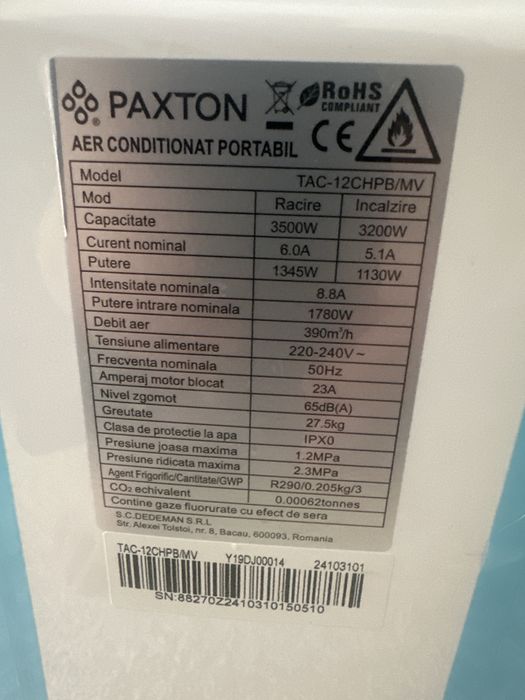 PAXTON ®
RoHS
COMPLIANT
AER CONDITIONAT PORTABIL CE
Model TAC-12CHPB/MV
Mod Racire Incalzire
Capacitate 3500W 3200W
Curent nominal 6.0A 5.1A
Putere 1345W 1130W
Intensitate nominala 8.8A
Putere intrare nominala 1780W
Debit aer 390m³/h
Tensiune alimentare 220-240V~
Frecventa nominala 50Hz
Amperaj motor blocat 23A
Nivel zgomot 65dB(A)
Greutate 27.5kg
Clasa de protectie la apa IPX0
Presiune joasa maxima 1.2MPa
Presiune ridicata maxima 2.3MPa
Agent Frigorific/Cantitate/GWP R290/0.205kg/3
CO₂ echivalent 0.00062tonnes
Contine gaze fluorurate cu efect de sera
S.C.DEDEMAN S.R.L
Str. Alexei Tolstoi, nr. 8, Bacau, 600093, Romania
TAC-12CHPB/MV Y19DJ00014 24103101
SN:88270Z2410310150510